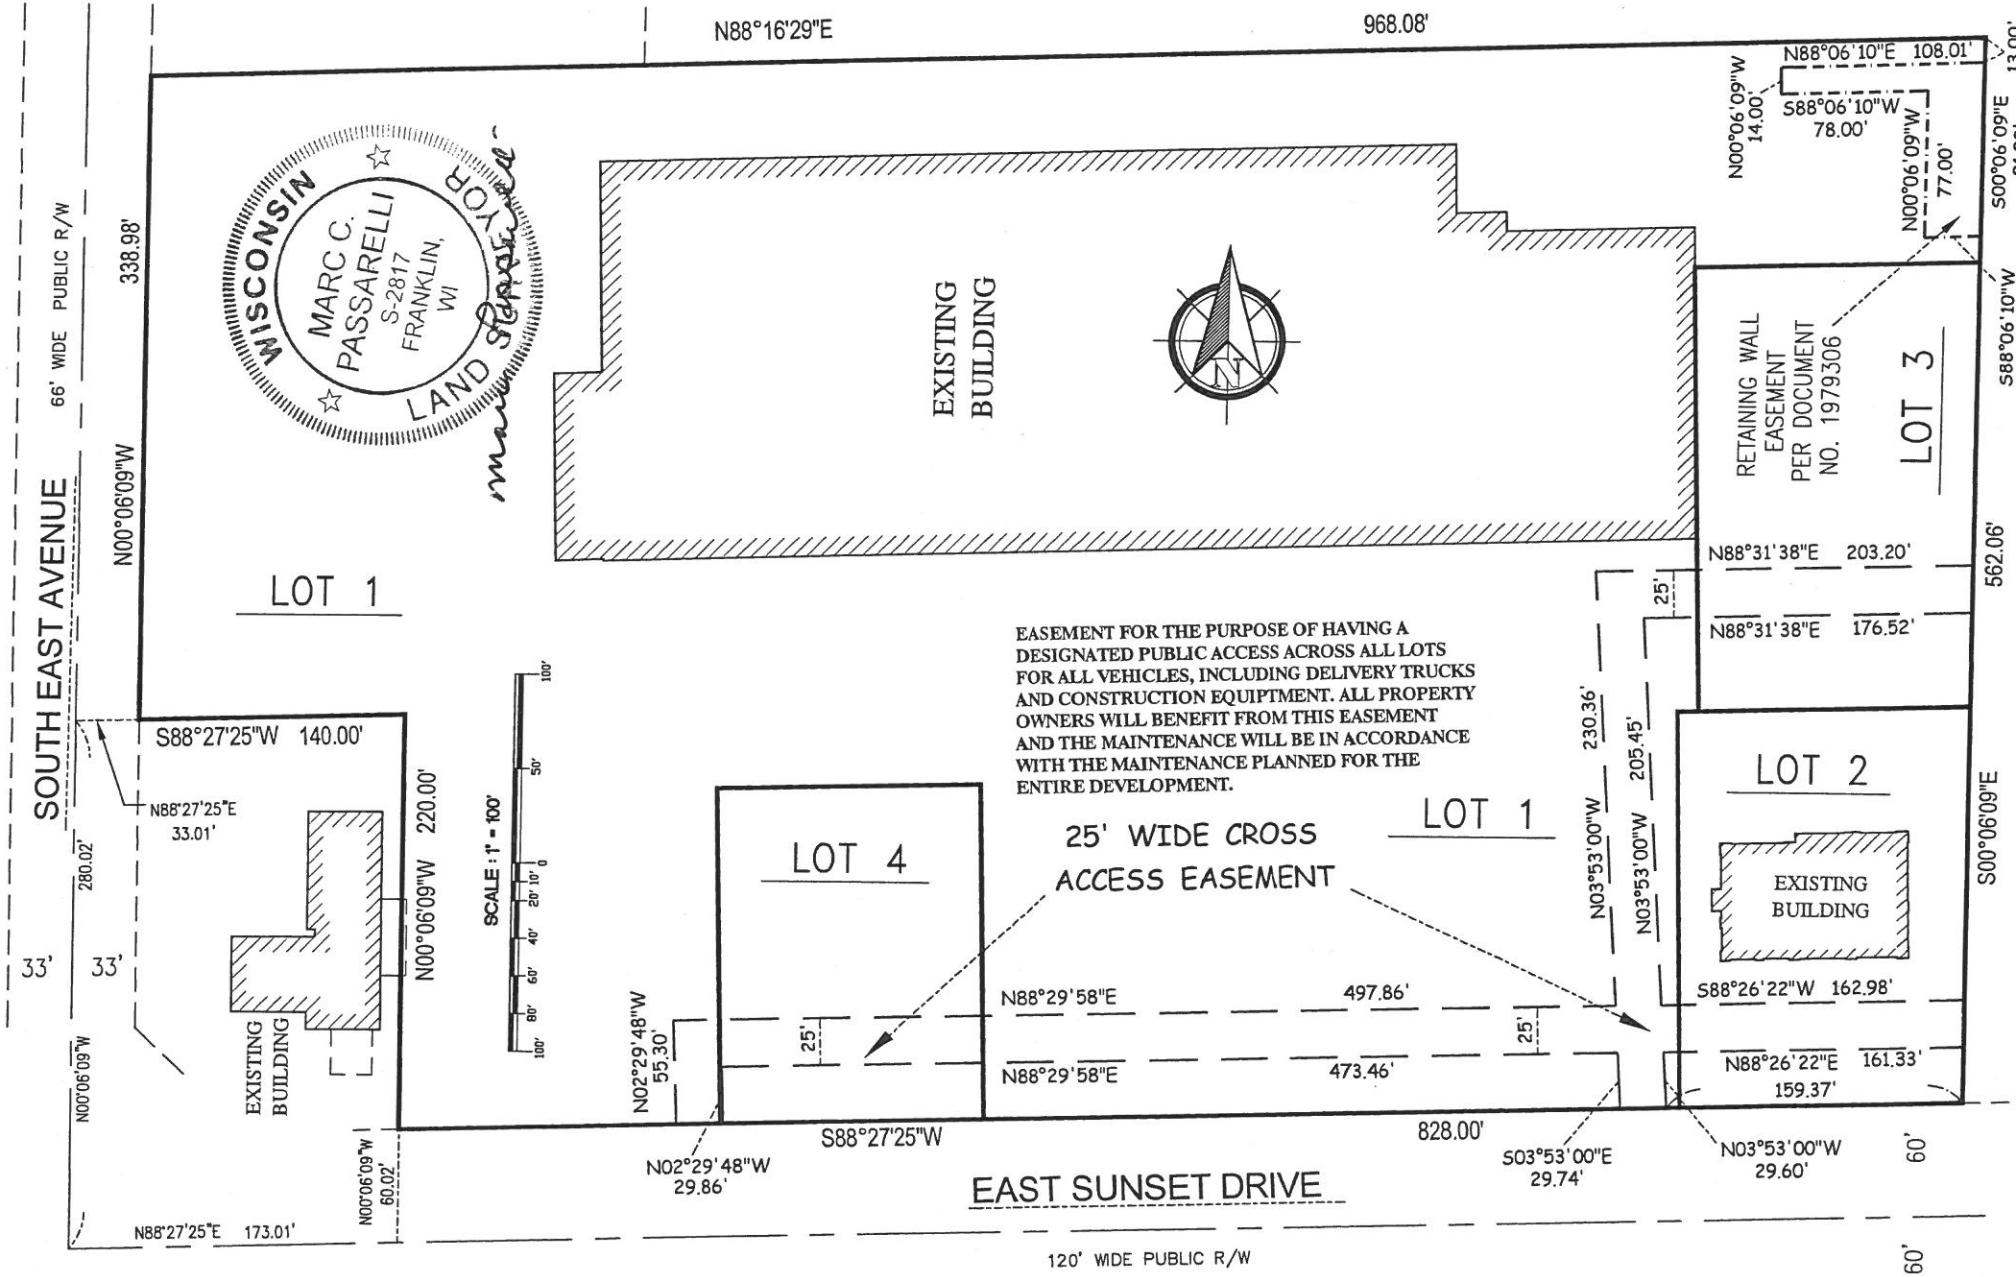 N88°16'29"E
968.08'
N88°06'10"E 108.01'
13.00'
N00°06'09"W
14.00'
S88°06'10"W
78.00'
N00°06'09"W
77.00'
S00°06'09"E
S88°06'10"W
66' WIDE PUBLIC R/W
338.98'
N00°06'09"W
SOUTH EAST AVENUE
WISCONSIN
LAND SURVEYOR
MARC C.
PASSARELLI
S-2817
FRANKLIN,
WI
EXISTING
BUILDING
N
RETAINING WALL
EASEMENT
PER DOCUMENT
NO. 1979306
LOT 3
562.06'
LOT 1
N88°31'38"E 203.20'
25'
N88°31'38"E 176.52'
EASEMENT FOR THE PURPOSE OF HAVING A
DESIGNATED PUBLIC ACCESS ACROSS ALL LOTS
FOR ALL VEHICLES, INCLUDING DELIVERY TRUCKS
AND CONSTRUCTION EQUIPTMENT. ALL PROPERTY
OWNERS WILL BENEFIT FROM THIS EASEMENT
AND THE MAINTENANCE WILL BE IN ACCORDANCE
WITH THE MAINTENANCE PLANNED FOR THE
ENTIRE DEVELOPMENT.
230.36'
205.45'
N03°53'00"W
N03°53'00"W
S88°27'25"W 140.00'
N88°27'25"E
33.01'
280.02'
N00°06'09"W 220.00'
SCALE : 1" = 100'
100'
50'
0
10'
20'
40'
60'
80'
100'
LOT 4
25' WIDE CROSS
ACCESS EASEMENT
LOT 1
LOT 2
EXISTING
BUILDING
S00°06'09"E
33'
33'
N00°06'09"W
EXISTING
BUILDING
N02°29'48"W
55.30'
25'
N88°29'58"E
497.86'
25'
N88°29'58"E
473.46'
S88°26'22"W 162.98'
N88°26'22"E 161.33'
159.37'
S88°27'25"W
828.00'
N00°06'09"W
60.02'
N02°29'48"W
29.86'
S03°53'00"E
29.74'
N03°53'00"W
29.60'
60'
EAST SUNSET DRIVE
N88°27'25"E 173.01'
120' WIDE PUBLIC R/W
60'